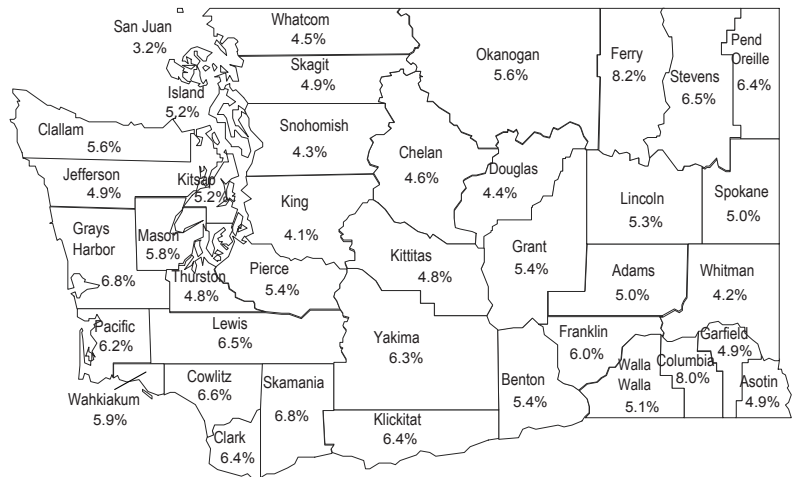 San Juan
3.2%
Whatcom
4.5%
Skagit
4.9%
Island
5.2%
Okanogan
5.6%
Ferry
8.2%
Stevens
6.5%
Pend
Oreille
6.4%
Clallam
5.6%
Snohomish
4.3%
Chelan
4.6%
Douglas
4.4%
Jefferson
4.9%
Kitsap
5.2%
King
4.1%
Lincoln
5.3%
Spokane
5.0%
Grays
Harbor
6.8%
Mason
5.8%
Thurston
4.8%
Pierce
5.4%
Kittitas
4.8%
Grant
5.4%
Adams
5.0%
Whitman
4.2%
Pacific
6.2%
Lewis
6.5%
Yakima
6.3%
Franklin
6.0%
Garfield
4.9%
Wahkiakum
5.9%
Cowlitz
6.6%
Skamania
6.8%
Benton
5.4%
Walla
Walla
5.1%
Columbia
8.0%
Asotin
4.9%
Clark
6.4%
Klickitat
6.4%